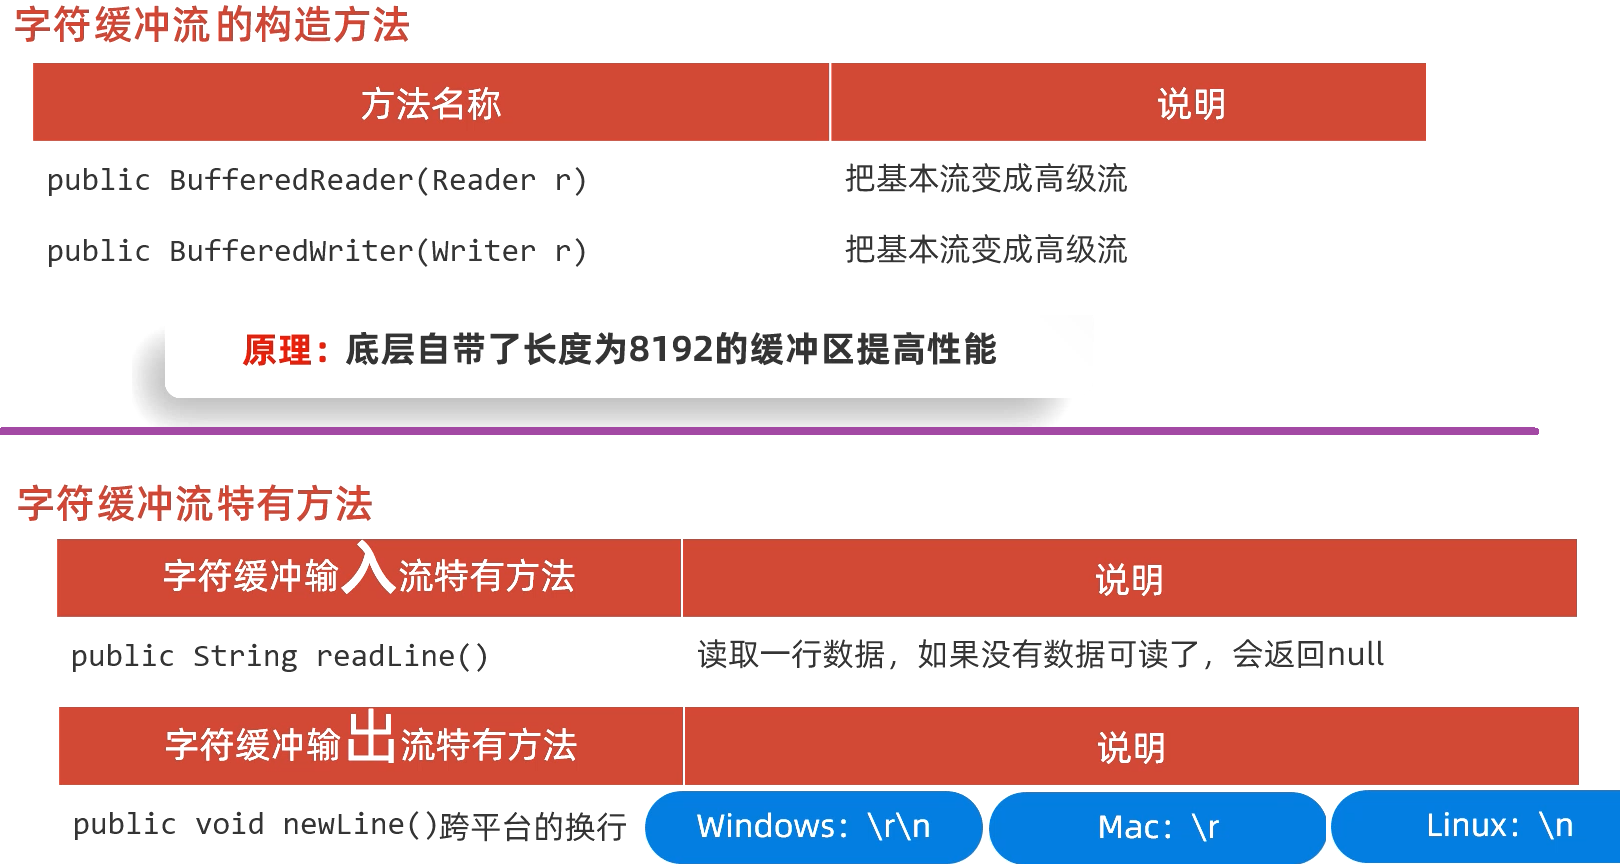 字符缓冲流的构造方法
方法名称 说明
public BufferedReader(Reader r) 把基本流变成高级流
public BufferedWriter(Writer r) 把基本流变成高级流
原理：底层自带了长度为8192的缓冲区提高性能
字符缓冲流特有方法
字符缓冲输入流特有方法 说明
public String readLine() 读取一行数据，如果没有数据可读了，会返回null
字符缓冲输出流特有方法 说明
public void newLine()跨平台的换行 Windows：\r\n Mac：\r Linux：\n